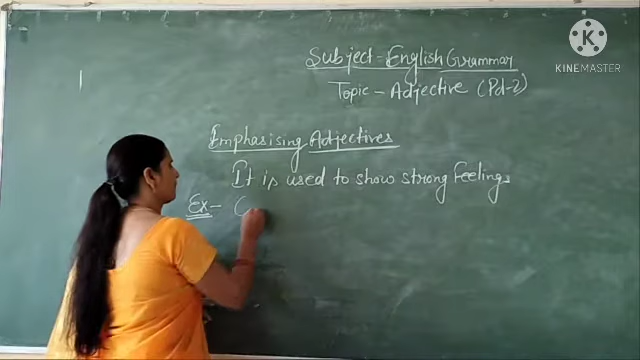 KINEMASTER
Subject - English Grammar
Topic - Adjective (Pd-2)
Emphasising Adjectives
It is used to show strong Feelings
Ex - (